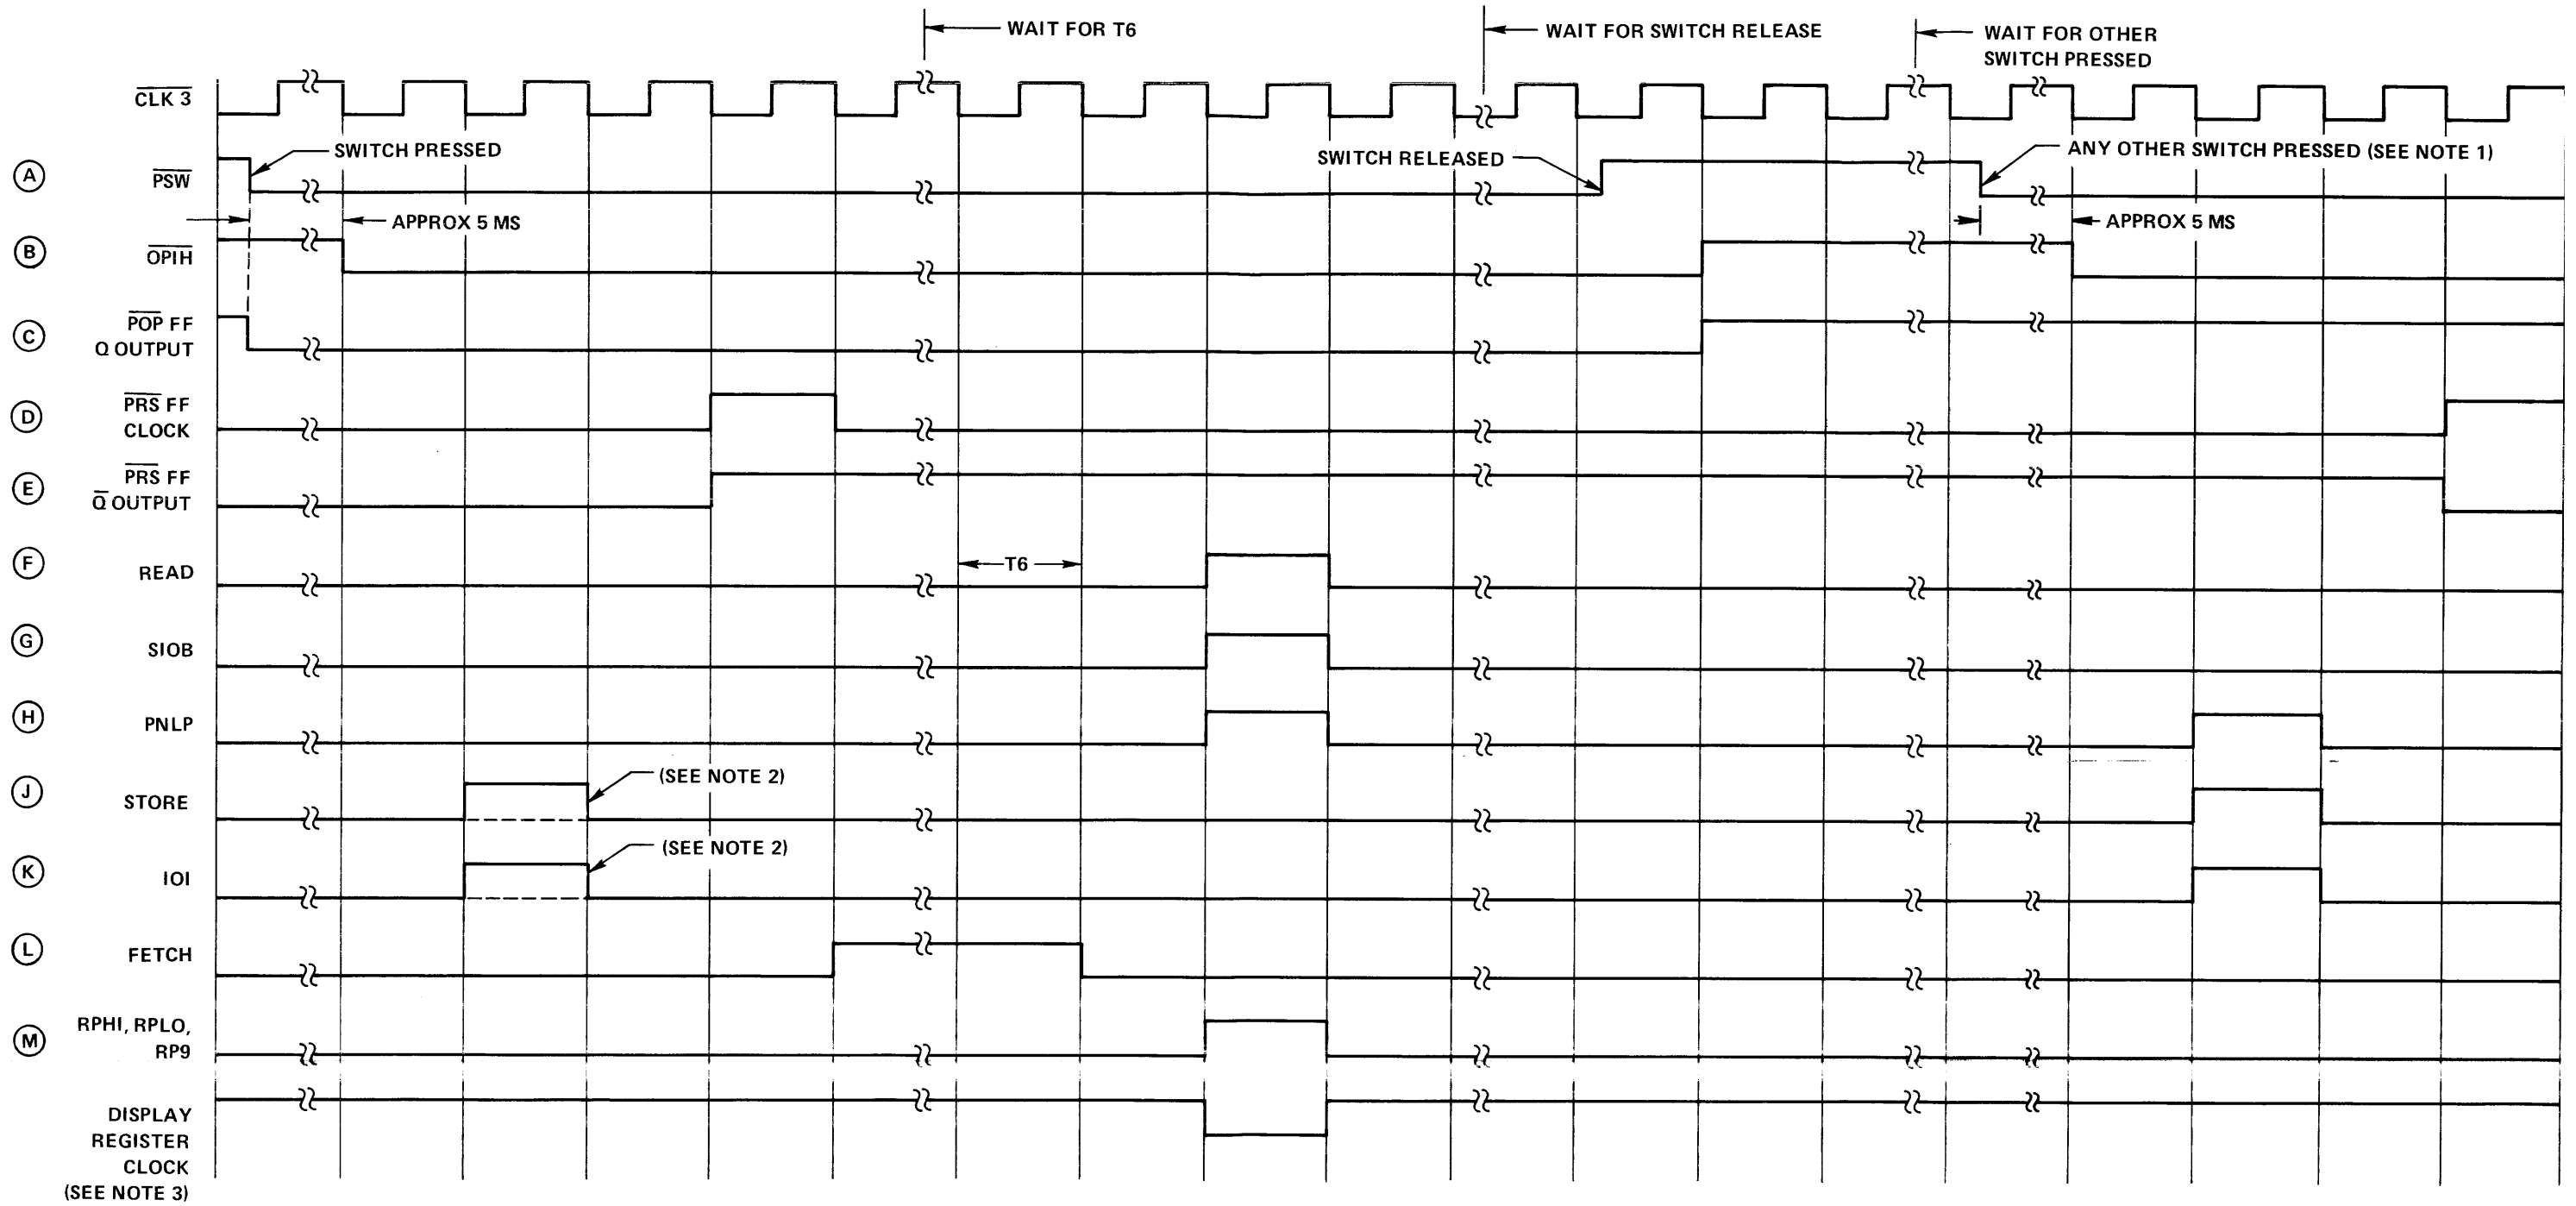 WAIT FOR T6
WAIT FOR SWITCH RELEASE
WAIT FOR OTHER
SWITCH PRESSED
CLK 3
SWITCH PRESSED
SWITCH RELEASED
ANY OTHER SWITCH PRESSED (SEE NOTE 1)
A
PSW
APPROX 5 MS
APPROX 5 MS
B
OPIH
C
POP FF
Q OUTPUT
D
PRS FF
CLOCK
E
PRS FF
Q̅ OUTPUT
F
READ
T6
G
SIOB
H
PNLP
J
STORE
(SEE NOTE 2)
K
IOI
(SEE NOTE 2)
L
FETCH
M
RPHI, RPLO,
RP9
DISPLAY
REGISTER
CLOCK
(SEE NOTE 3)